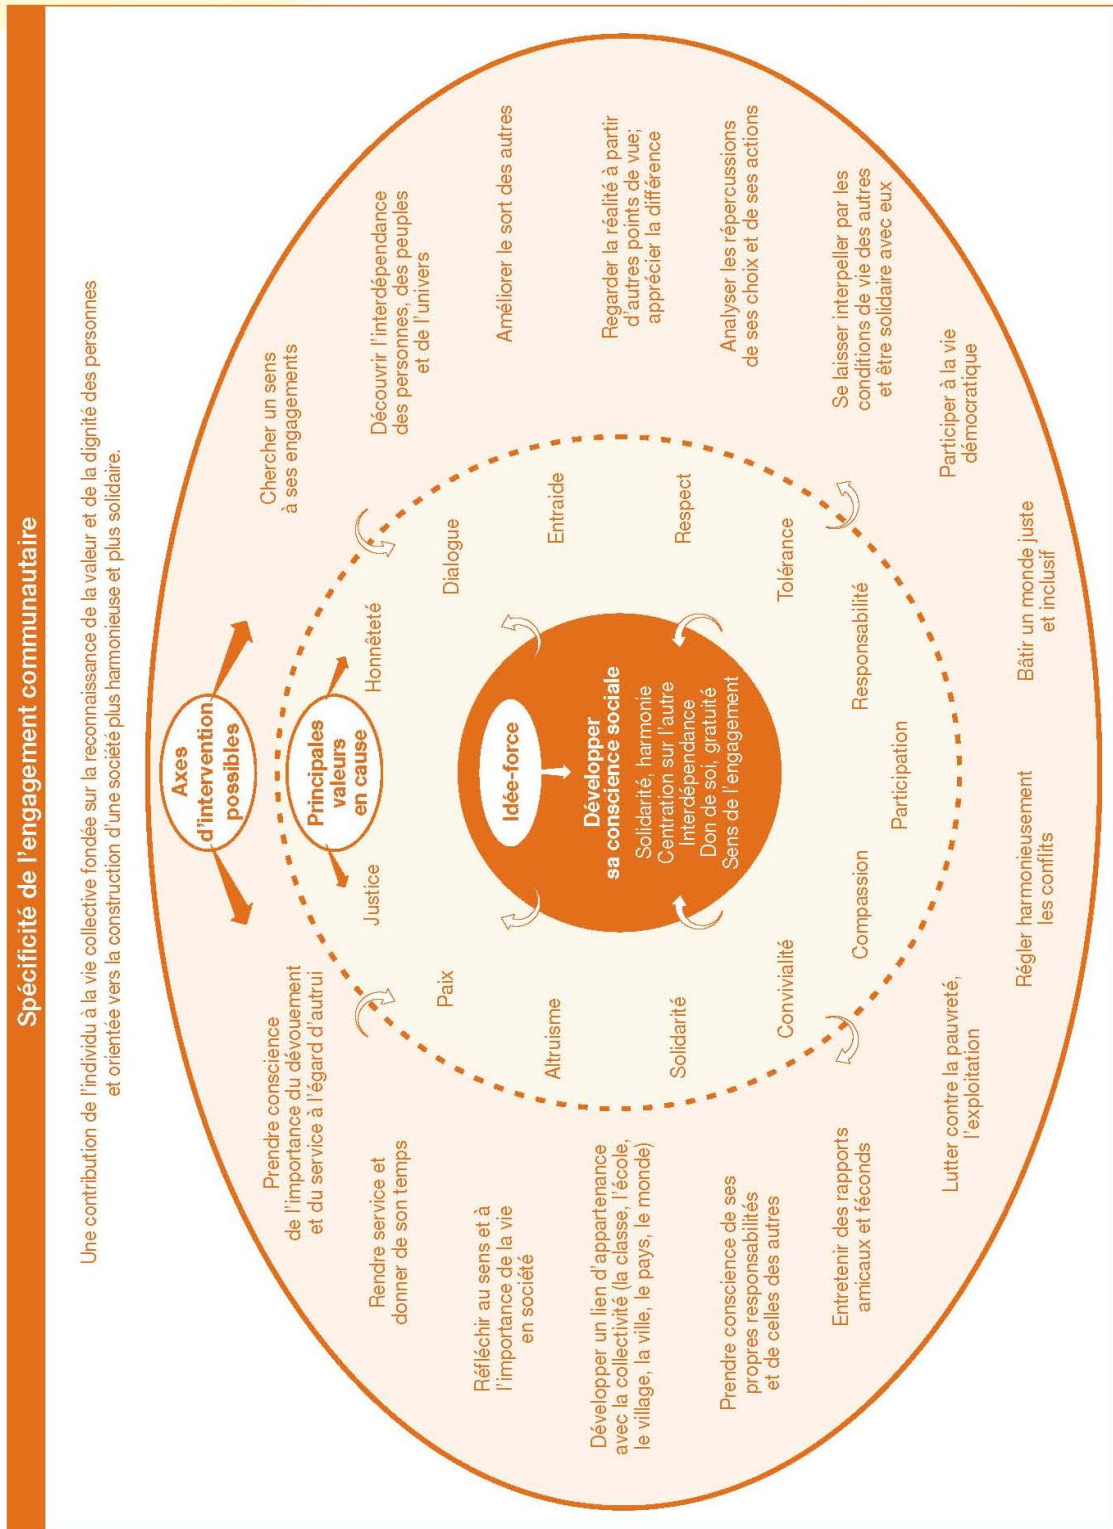 Spécificité de l'engagement communautaire
Une contribution de l'individu à la vie collective fondée sur la reconnaissance de la valeur et de la dignité des personnes
et orientée vers la construction d'une société plus harmonieuse et plus solidaire.
Axes
d'intervention
possibles
Principales
valeurs
en cause
Idée-force
Développer
sa conscience sociale
Solidarité, harmonie
Centration sur l'autre
Interdépendance
Don de soi, gratuité
Sens de l'engagement
Justice
Honnêteté
Paix
Dialogue
Altruisme
Entraide
Solidarité
Respect
Convivialité
Tolérance
Compassion
Responsabilité
Participation
Prendre conscience
de l'importance du dévouement
et du service à l'égard d'autrui
Chercher un sens
à ses engagements
Rendre service et
donner de son temps
Découvrir l'interdépendance
des personnes, des peuples
et de l'univers
Réfléchir au sens et à
l'importance de la vie
en société
Améliorer le sort des autres
Développer un lien d'appartenance
avec la collectivité (la classe, l'école,
le village, la ville, le pays, le monde)
Regarder la réalité à partir
d'autres points de vue;
apprécier la différence
Prendre conscience de ses
propres responsabilités
et de celles des autres
Analyser les répercussions
de ses choix et de ses actions
Entretenir des rapports
amicaux et féconds
Se laisser interpeller par les
conditions de vie des autres
et être solidaire avec eux
Lutter contre la pauvreté,
l'exploitation
Participer à la vie
démocratique
Régler harmonieusement
les conflits
Bâtir un monde juste
et inclusif